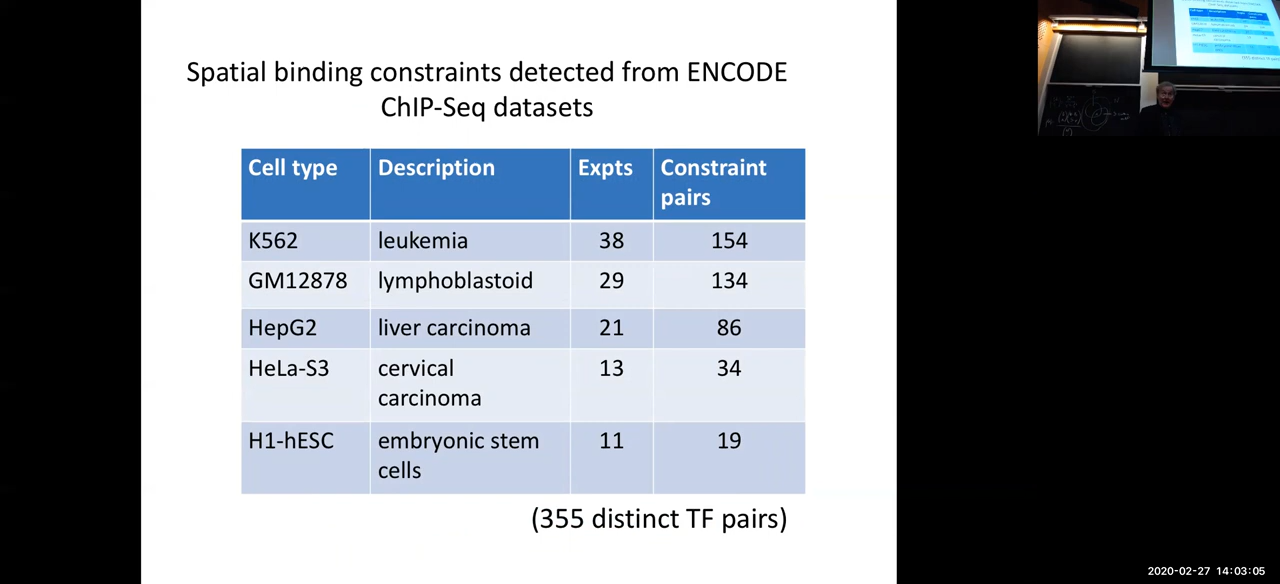 Spatial binding constraints detected from ENCODE
ChIP-Seq datasets
Cell type Description Expts Constraint
pairs
K562 leukemia 38 154
GM12878 lymphoblastoid 29 134
HepG2 liver carcinoma 21 86
HeLa-S3 cervical 13 34
carcinoma
H1-hESC embryonic stem 11 19
cells
(355 distinct TF pairs)
2020-02-27 14:03:05